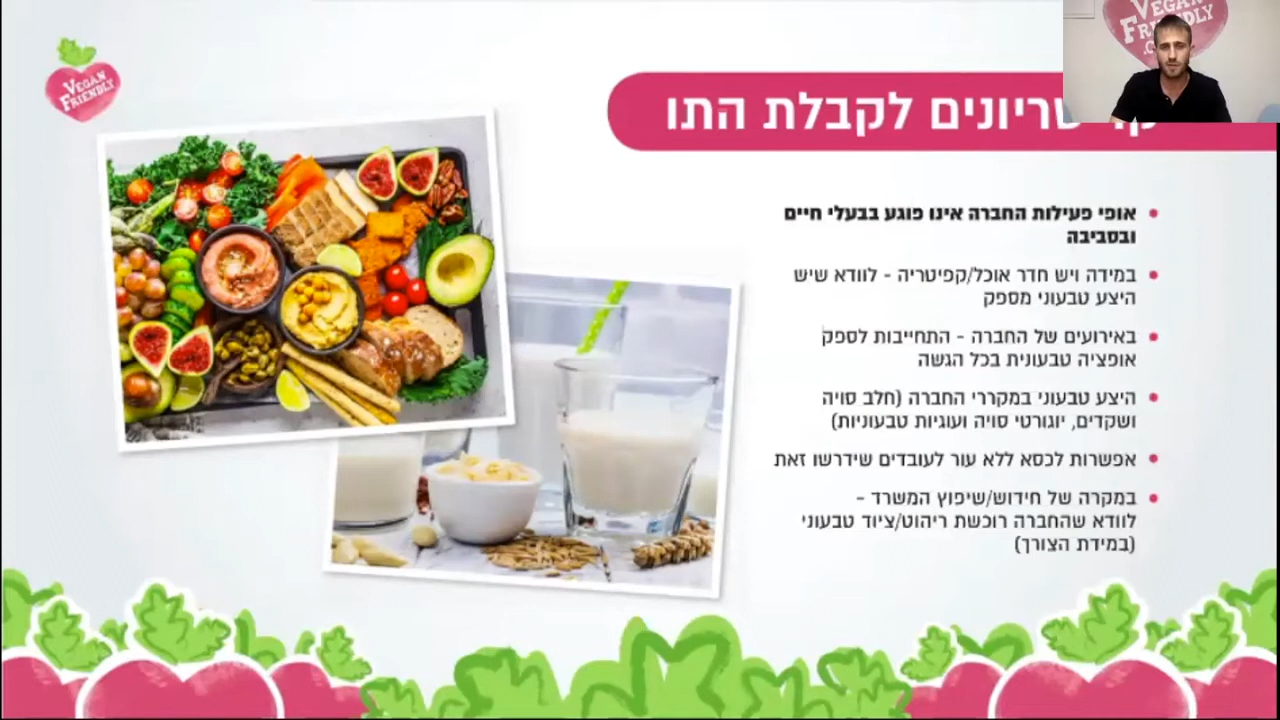 VEGAN
FRIENDLY
VEGAN
FRIENDLY
לקבלת התו
אופי פעילות החברה אינו פוגע בבעלי חיים
ובסביבה
במידה ויש חדר אוכל/קפיטריה - לוודא שיש
היצע טבעוני מספק
באירועים של החברה - התחייבות לספק
אופציה טבעונית בכל הגשה
היצע טבעוני במקררי החברה (חלב סויה
ושקדים, יוגורטי סויה ועוגיות טבעוניות)
אפשרות לכסא ללא עור לעובדים שידרשו זאת
במקרה של חידוש/שיפוץ המשרד -
לוודא שהחברה רוכשת ריהוט/ציוד טבעוני
(במידת הצורך)